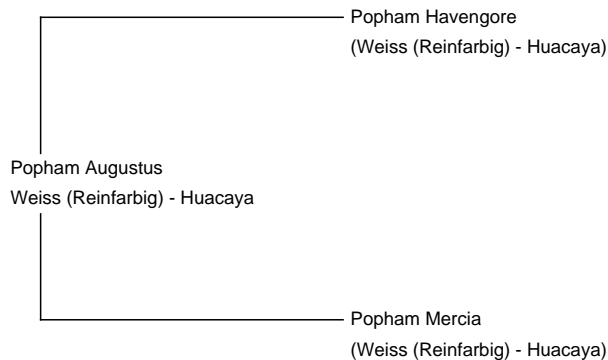 Popham Havengore
(Weiss (Reinfarbig) - Huacaya)
Popham Augustus
Weiss (Reinfarbig) - Huacaya
Popham Mercia
(Weiss (Reinfarbig) - Huacaya)